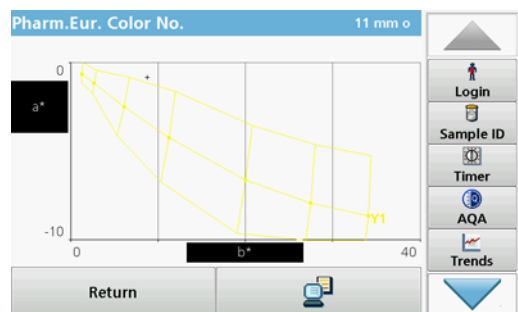 Pharm.Eur. Color No. 11 mm o
0
a*
Y1
-10
0 b* 40
Return
Login
Sample ID
Timer
AQA
Trends